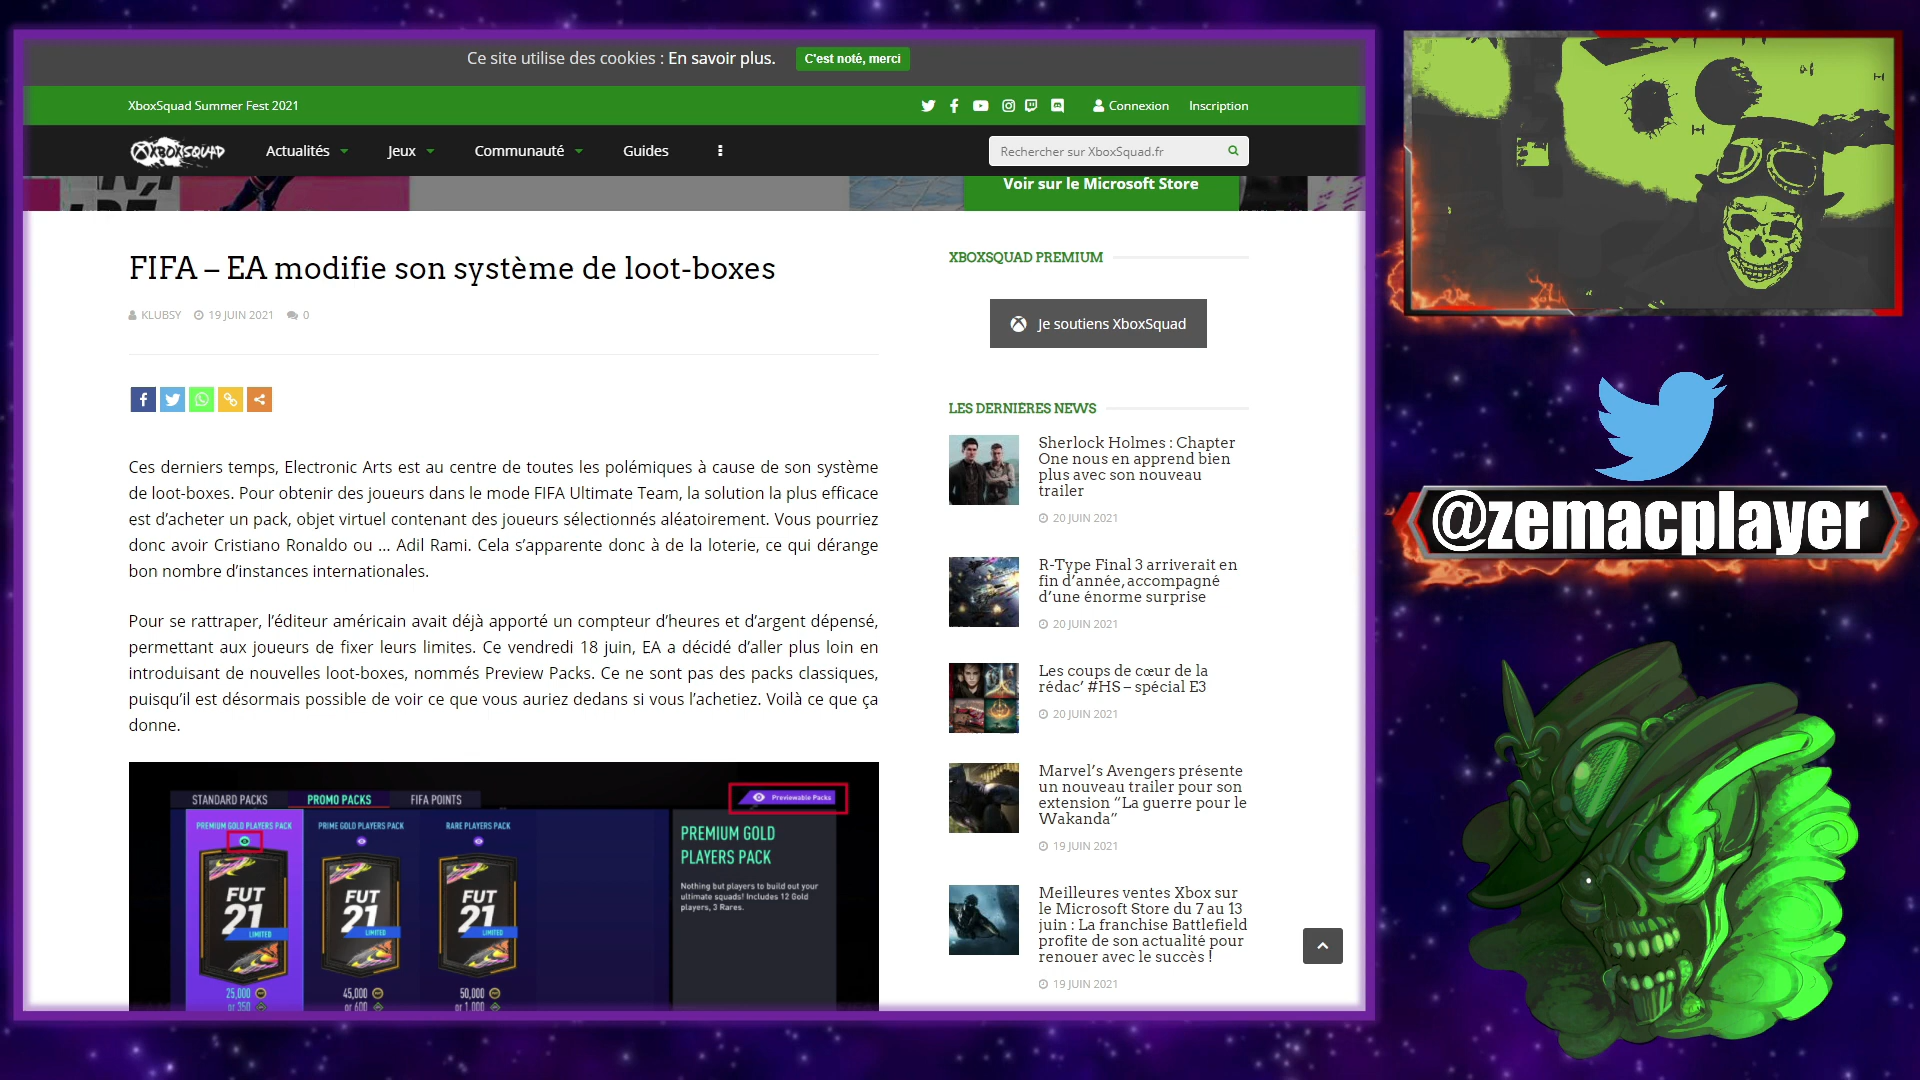 Ce site utilise des cookies : En savoir plus.
C'est noté, merci
XboxSquad Summer Fest 2021
Connexion
Inscription
XBOXSQUAD
Actualités
Jeux
Communauté
Guides
Rechercher sur XboxSquad.fr
Voir sur le Microsoft Store
FIFA – EA modifie son système de loot-boxes
KLUBSY 19 JUIN 2021 0
Ces derniers temps, Electronic Arts est au centre de toutes les polémiques à cause de son système
de loot-boxes. Pour obtenir des joueurs dans le mode FIFA Ultimate Team, la solution la plus efficace
est d’acheter un pack, objet virtuel contenant des joueurs sélectionnés aléatoirement. Vous pourriez
donc avoir Cristiano Ronaldo ou … Adil Rami. Cela s’apparente donc à de la loterie, ce qui dérange
bon nombre d’instances internationales.
Pour se rattraper, l’éditeur américain avait déjà apporté un compteur d’heures et d’argent dépensé,
permettant aux joueurs de fixer leurs limites. Ce vendredi 18 juin, EA a décidé d’aller plus loin en
introduisant de nouvelles loot-boxes, nommés Preview Packs. Ce ne sont pas des packs classiques,
puisqu’il est désormais possible de voir ce que vous auriez dedans si vous l’achetiez. Voilà ce que ça
donne.
STANDARD PACKS
PROMO PACKS
FIFA POINTS
Previewable Packs
PREMIUM GOLD PLAYERS PACK
PRIME GOLD PLAYERS PACK
RARE PLAYERS PACK
FUT
21
LIMITED
FUT
21
LIMITED
FUT
21
LIMITED
25,000
or 350
45,000
or 600
50,000
or 1,000
PREMIUM GOLD
PLAYERS PACK
Nothing but players to build out your
ultimate squads! Includes 12 Gold
players, 3 Rares.
XBOXSQUAD PREMIUM
Je soutiens XboxSquad
LES DERNIÈRES NEWS
Sherlock Holmes : Chapter
One nous en apprend bien
plus avec son nouveau
trailer
20 JUIN 2021
R-Type Final 3 arriverait en
fin d’année, accompagné
d’une énorme surprise
20 JUIN 2021
Les coups de cœur de la
rédac’ #HS – spécial E3
20 JUIN 2021
Marvel’s Avengers présente
un nouveau trailer pour son
extension “La guerre pour le
Wakanda”
19 JUIN 2021
Meilleures ventes Xbox sur
le Microsoft Store du 7 au 13
juin : La franchise Battlefield
profite de son actualité pour
renouer avec le succès !
19 JUIN 2021
@zemacplayer